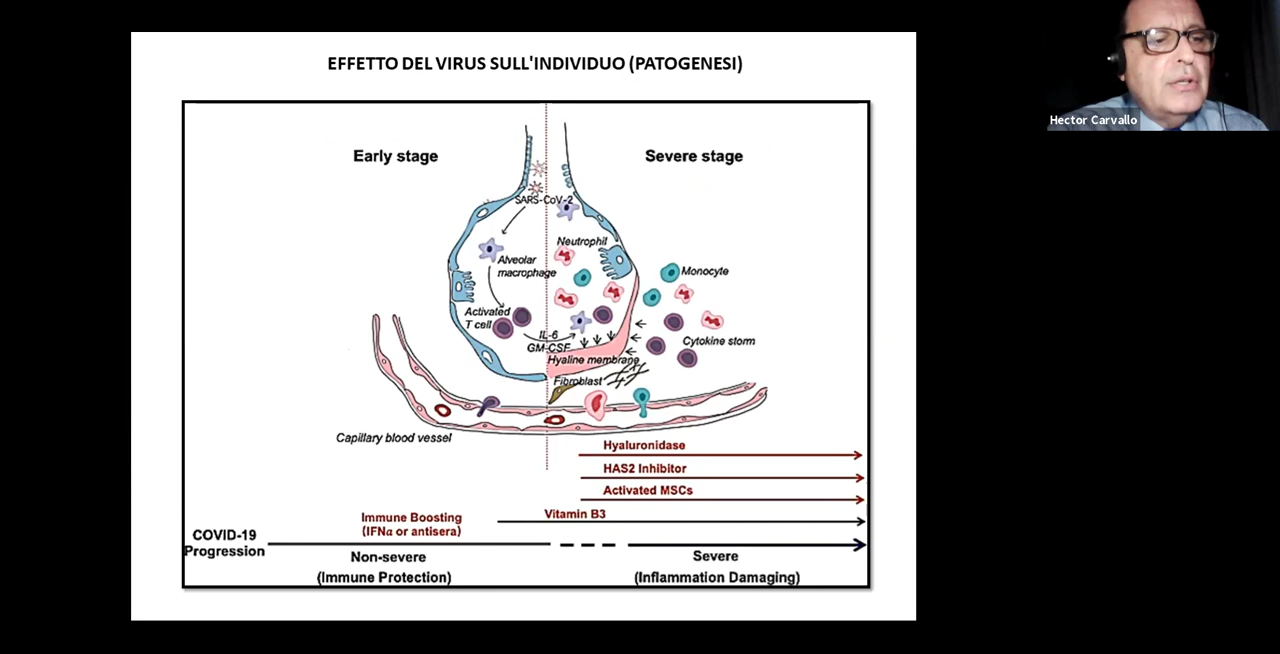 EFFETTO DEL VIRUS SULL'INDIVIDUO (PATOGENESI)
Hector Carvallo
Early stage
Severe stage
SARS-CoV-2
Neutrophil
Alveolar
macrophage
Monocyte
Activated
T cell
IL-6
GM-CSF
Cytokine storm
Hyaline membrane
Fibroblast
Capillary blood vessel
Hyaluronidase
HAS2 Inhibitor
Activated MSCs
Vitamin B3
Immune Boosting
(IFNα or antisera)
COVID-19
Progression
Non-severe
(Immune Protection)
Severe
(Inflammation Damaging)